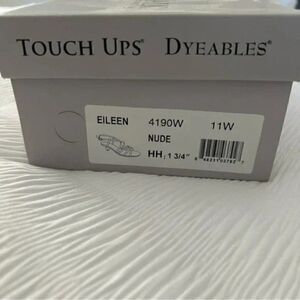 TOUCH UPS® DYEABLES®
EILEEN 4190W 11W
NUDE
HH: 1 3/4"